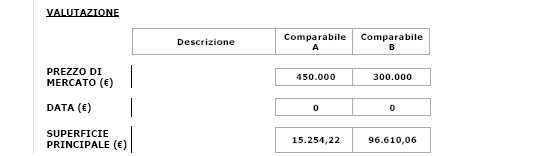 VALUTAZIONE
Descrizione Comparabile A Comparabile B
PREZZO DI
MERCATO (€) 450.000 300.000
DATA (€) 0 0
SUPERFICIE
PRINCIPALE (€) 15.254,22 96.610,06